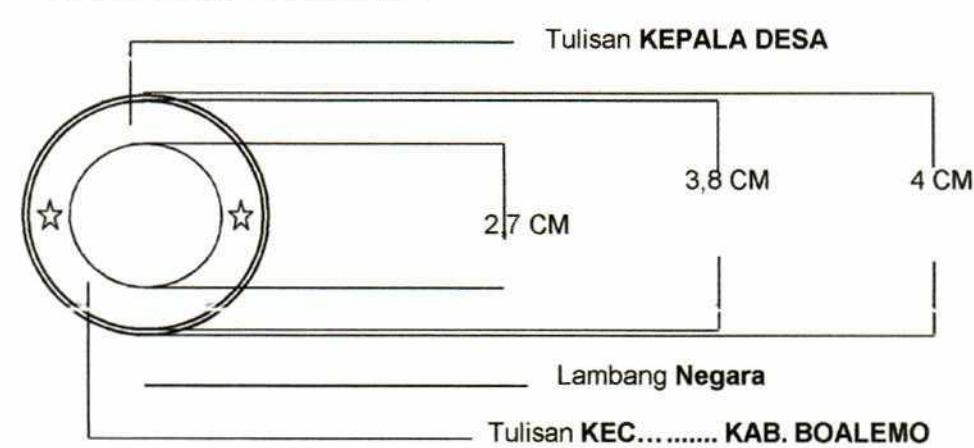 Tulisan KEPALA DESA
3,8 CM
4 CM
2,7 CM
Lambang Negara
Tulisan KEC... ....... KAB. BOALEMO